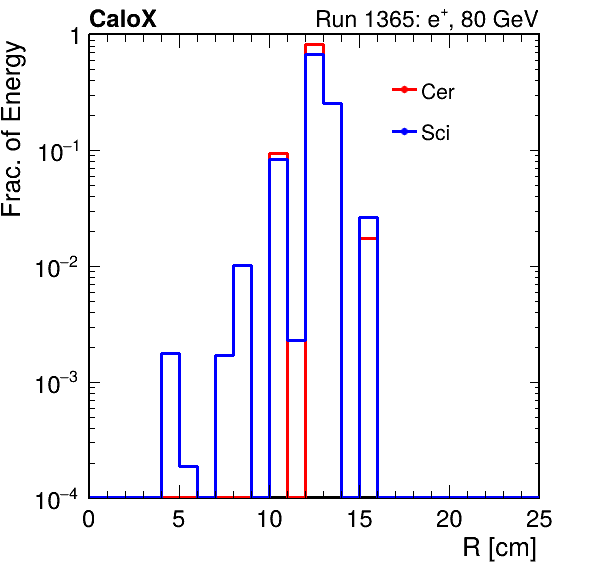 CaloX Run 1365: e⁺, 80 GeV
Frac. of Energy
1
10⁻¹
10⁻²
10⁻³
10⁻⁴
Cer
Sci
0 5 10 15 20 25
R [cm]